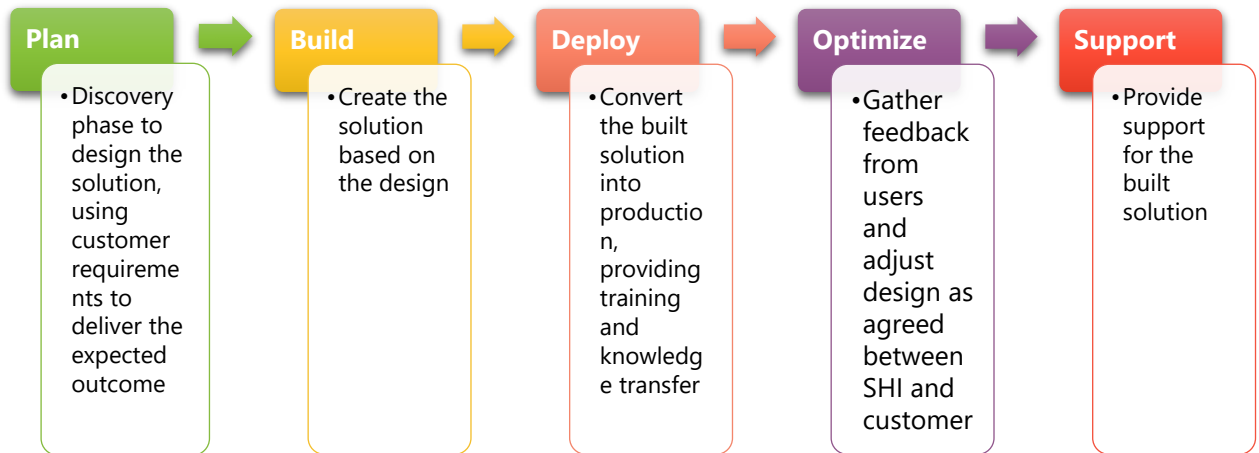 Plan
•Discovery
phase to
design the
solution,
using
customer
requireme
nts to
deliver the
expected
outcome
Build
•Create the
solution
based on
the design
Deploy
•Convert
the built
solution
into
productio
n,
providing
training
and
knowledg
e transfer
Optimize
•Gather
feedback
from
users
and
adjust
design as
agreed
between
SHI and
customer
Support
•Provide
support
for the
built
solution